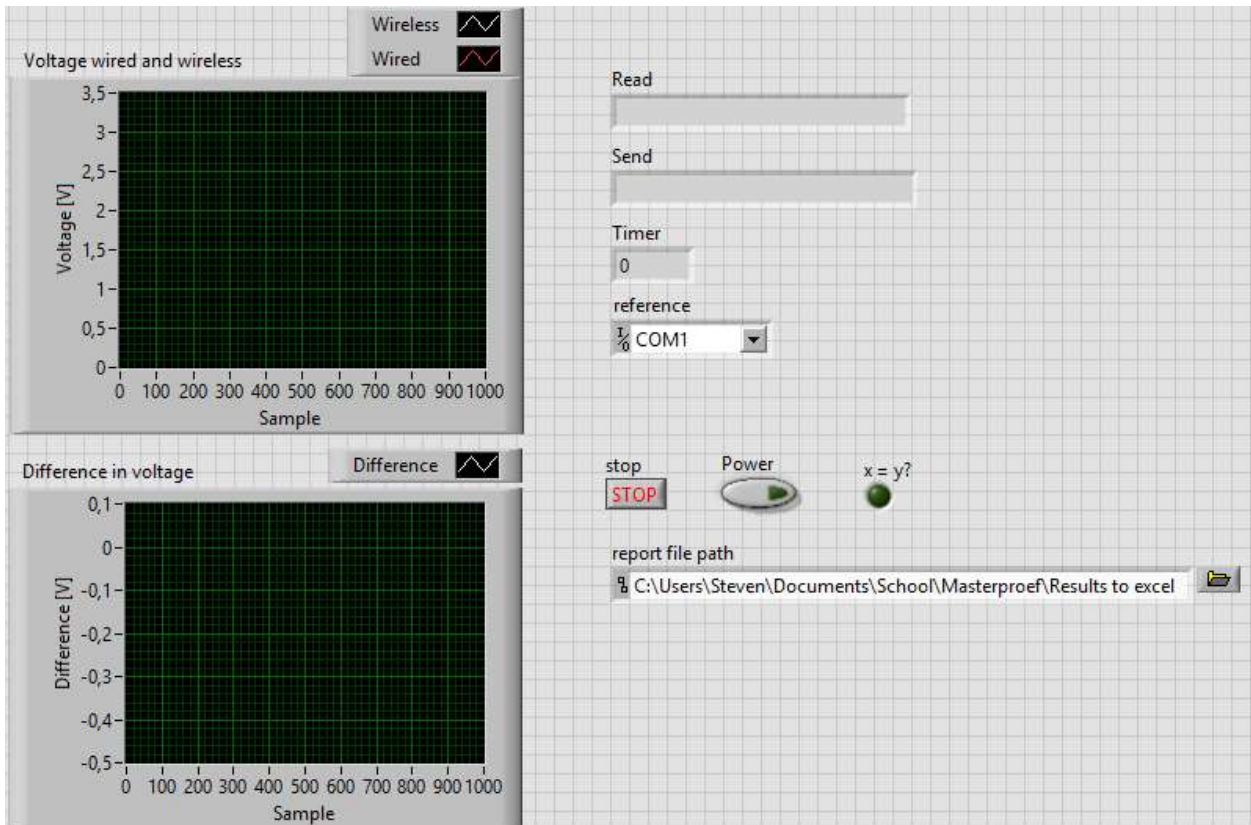 Wireless
Voltage wired and wireless
Wired
3,5
3
2,5
2
1,5
1
0,5
0
Voltage [V]
0 100 200 300 400 500 600 700 800 900 1000
Sample
Read
Send
Timer
0
reference
I/O COM1
Difference in voltage
Difference
0,1
0
-0,1
-0,2
-0,3
-0,4
-0,5
Difference [V]
0 100 200 300 400 500 600 700 800 900 1000
Sample
stop
STOP
Power
x = y?
report file path
C:\Users\Steven\Documents\School\Masterproef\Results to excel